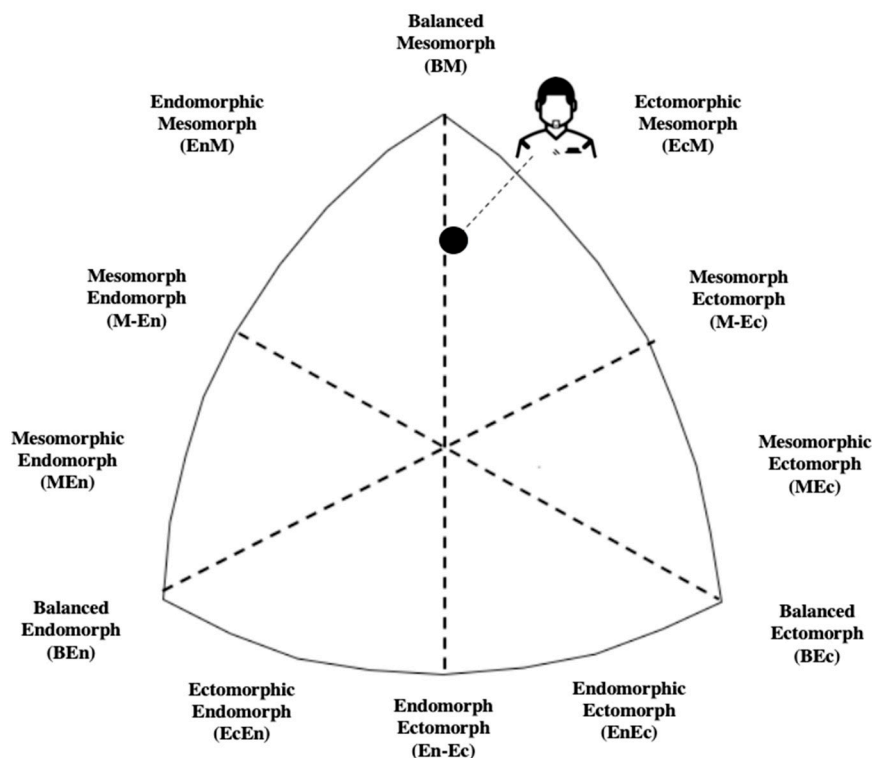 Balanced
Mesomorph
(BM)
Endomorphic
Mesomorph
(EnM)
Ectomorphic
Mesomorph
(EcM)
Mesomorph
Endomorph
(M-En)
Mesomorph
Ectomorph
(M-Ec)
Mesomorphic
Endomorph
(MEn)
Mesomorphic
Ectomorph
(MEc)
Balanced
Endomorph
(BEn)
Balanced
Ectomorph
(BEc)
Ectomorphic
Endomorph
(EcEn)
Endomorph
Ectomorph
(En-Ec)
Endomorphic
Ectomorph
(EnEc)